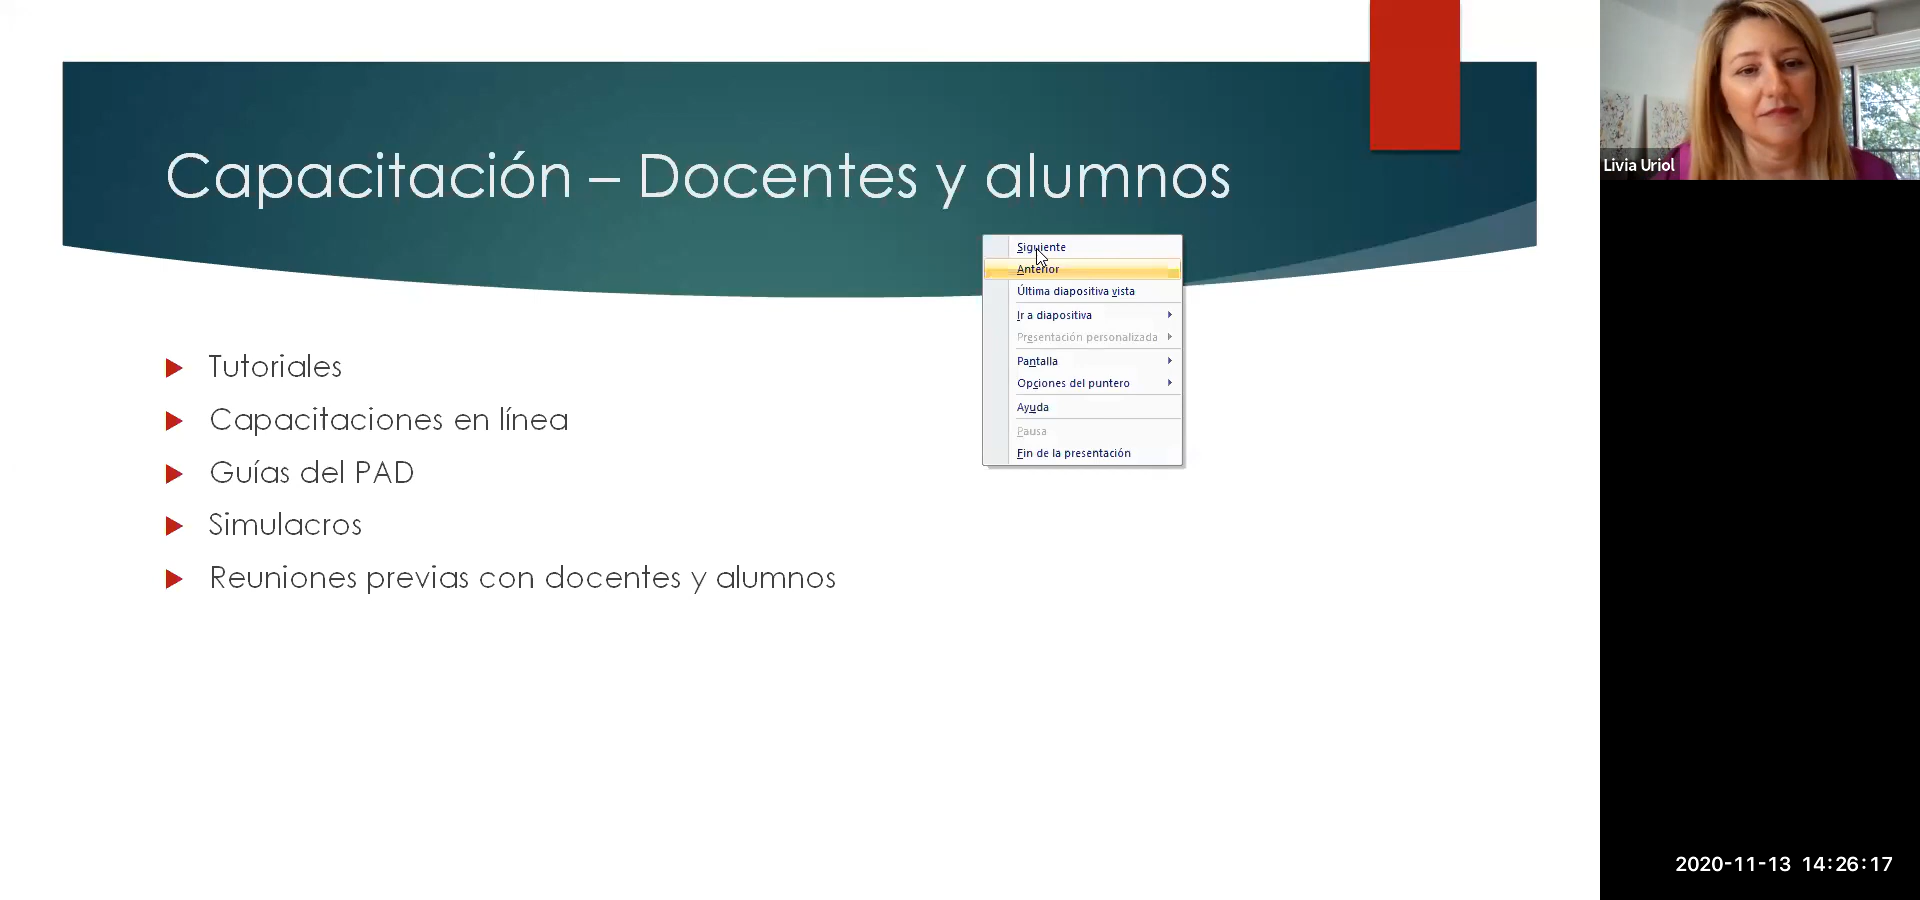 Capacitación – Docentes y alumnos
Siguiente
Anterior
Última diapositiva vista
Ir a diapositiva
Presentación personalizada
Pantalla
Opciones del puntero
Ayuda
Pausa
Fin de la presentación
Tutoriales
Capacitaciones en línea
Guías del PAD
Simulacros
Reuniones previas con docentes y alumnos
Livia Uriol
2020-11-13 14:26:17